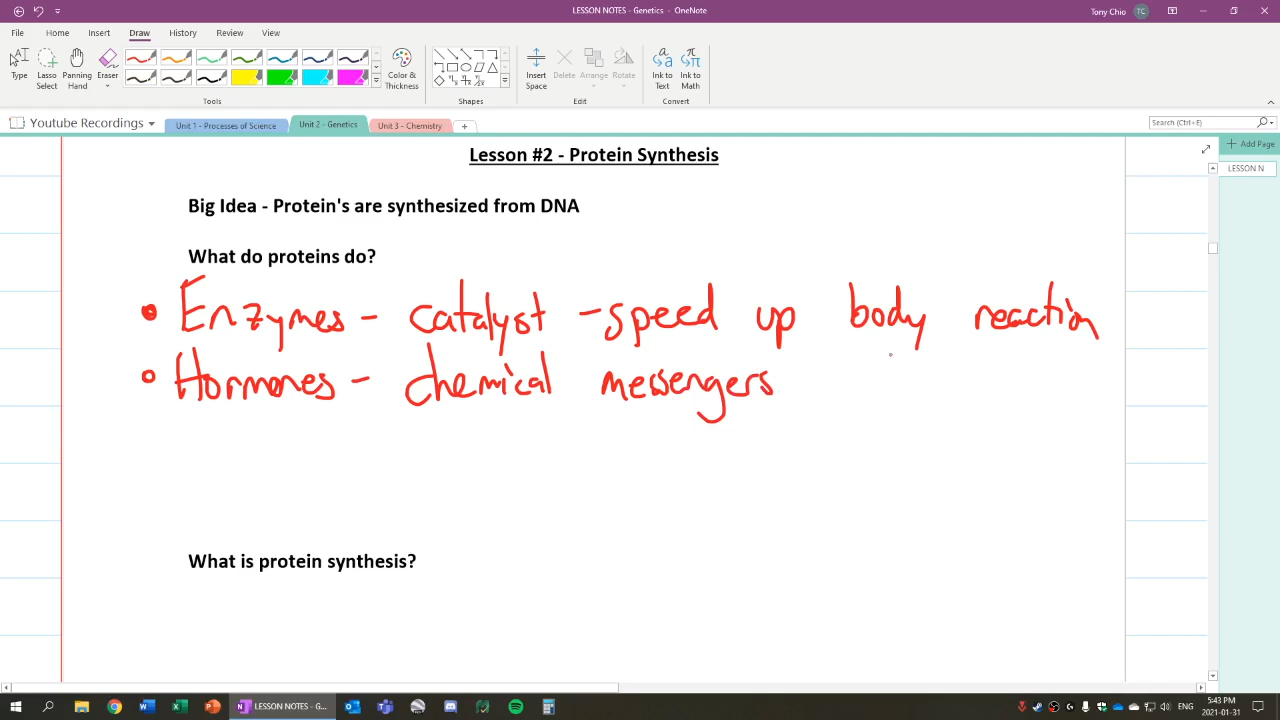 LESSON NOTES - Genetics - OneNote
Tony Chio
TC
File Home Insert Draw History Review View
Type
Lasso Select
Panning Hand
Eraser
Color & Thickness
Insert Space
Delete
Arrange
Rotate
Ink to Text
Ink to Math
Tools
Shapes
Edit
Convert
Youtube Recordings
Unit 1 - Processes of Science
Unit 2 - Genetics
Unit 3 - Chemistry
Search (Ctrl+E)
Add Page
LESSON N
Lesson #2 - Protein Synthesis
Big Idea - Protein's are synthesized from DNA
What do proteins do?
• Enzymes - catalyst - speed up body reaction
• Hormones - chemical messengers
What is protein synthesis?
LESSON NOTES - G...
ENG
5:43 PM
2021-01-31